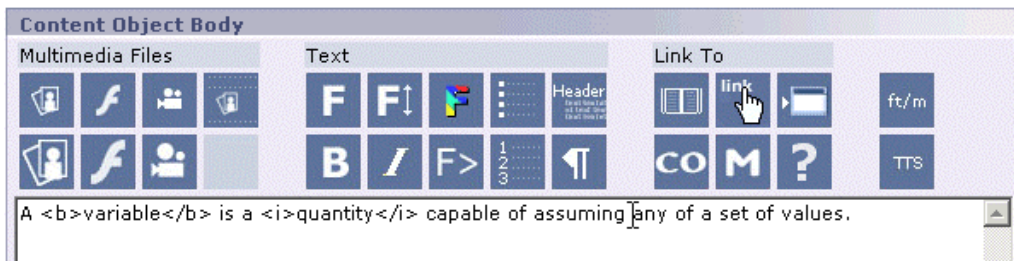 Content Object Body
Multimedia Files Text Link To
F F F Header link ft/m
B I F> 1 2 3 ¶ CO M ? TTS
A <b>variable</b> is a <i>quantity</i> capable of assuming any of a set of values.